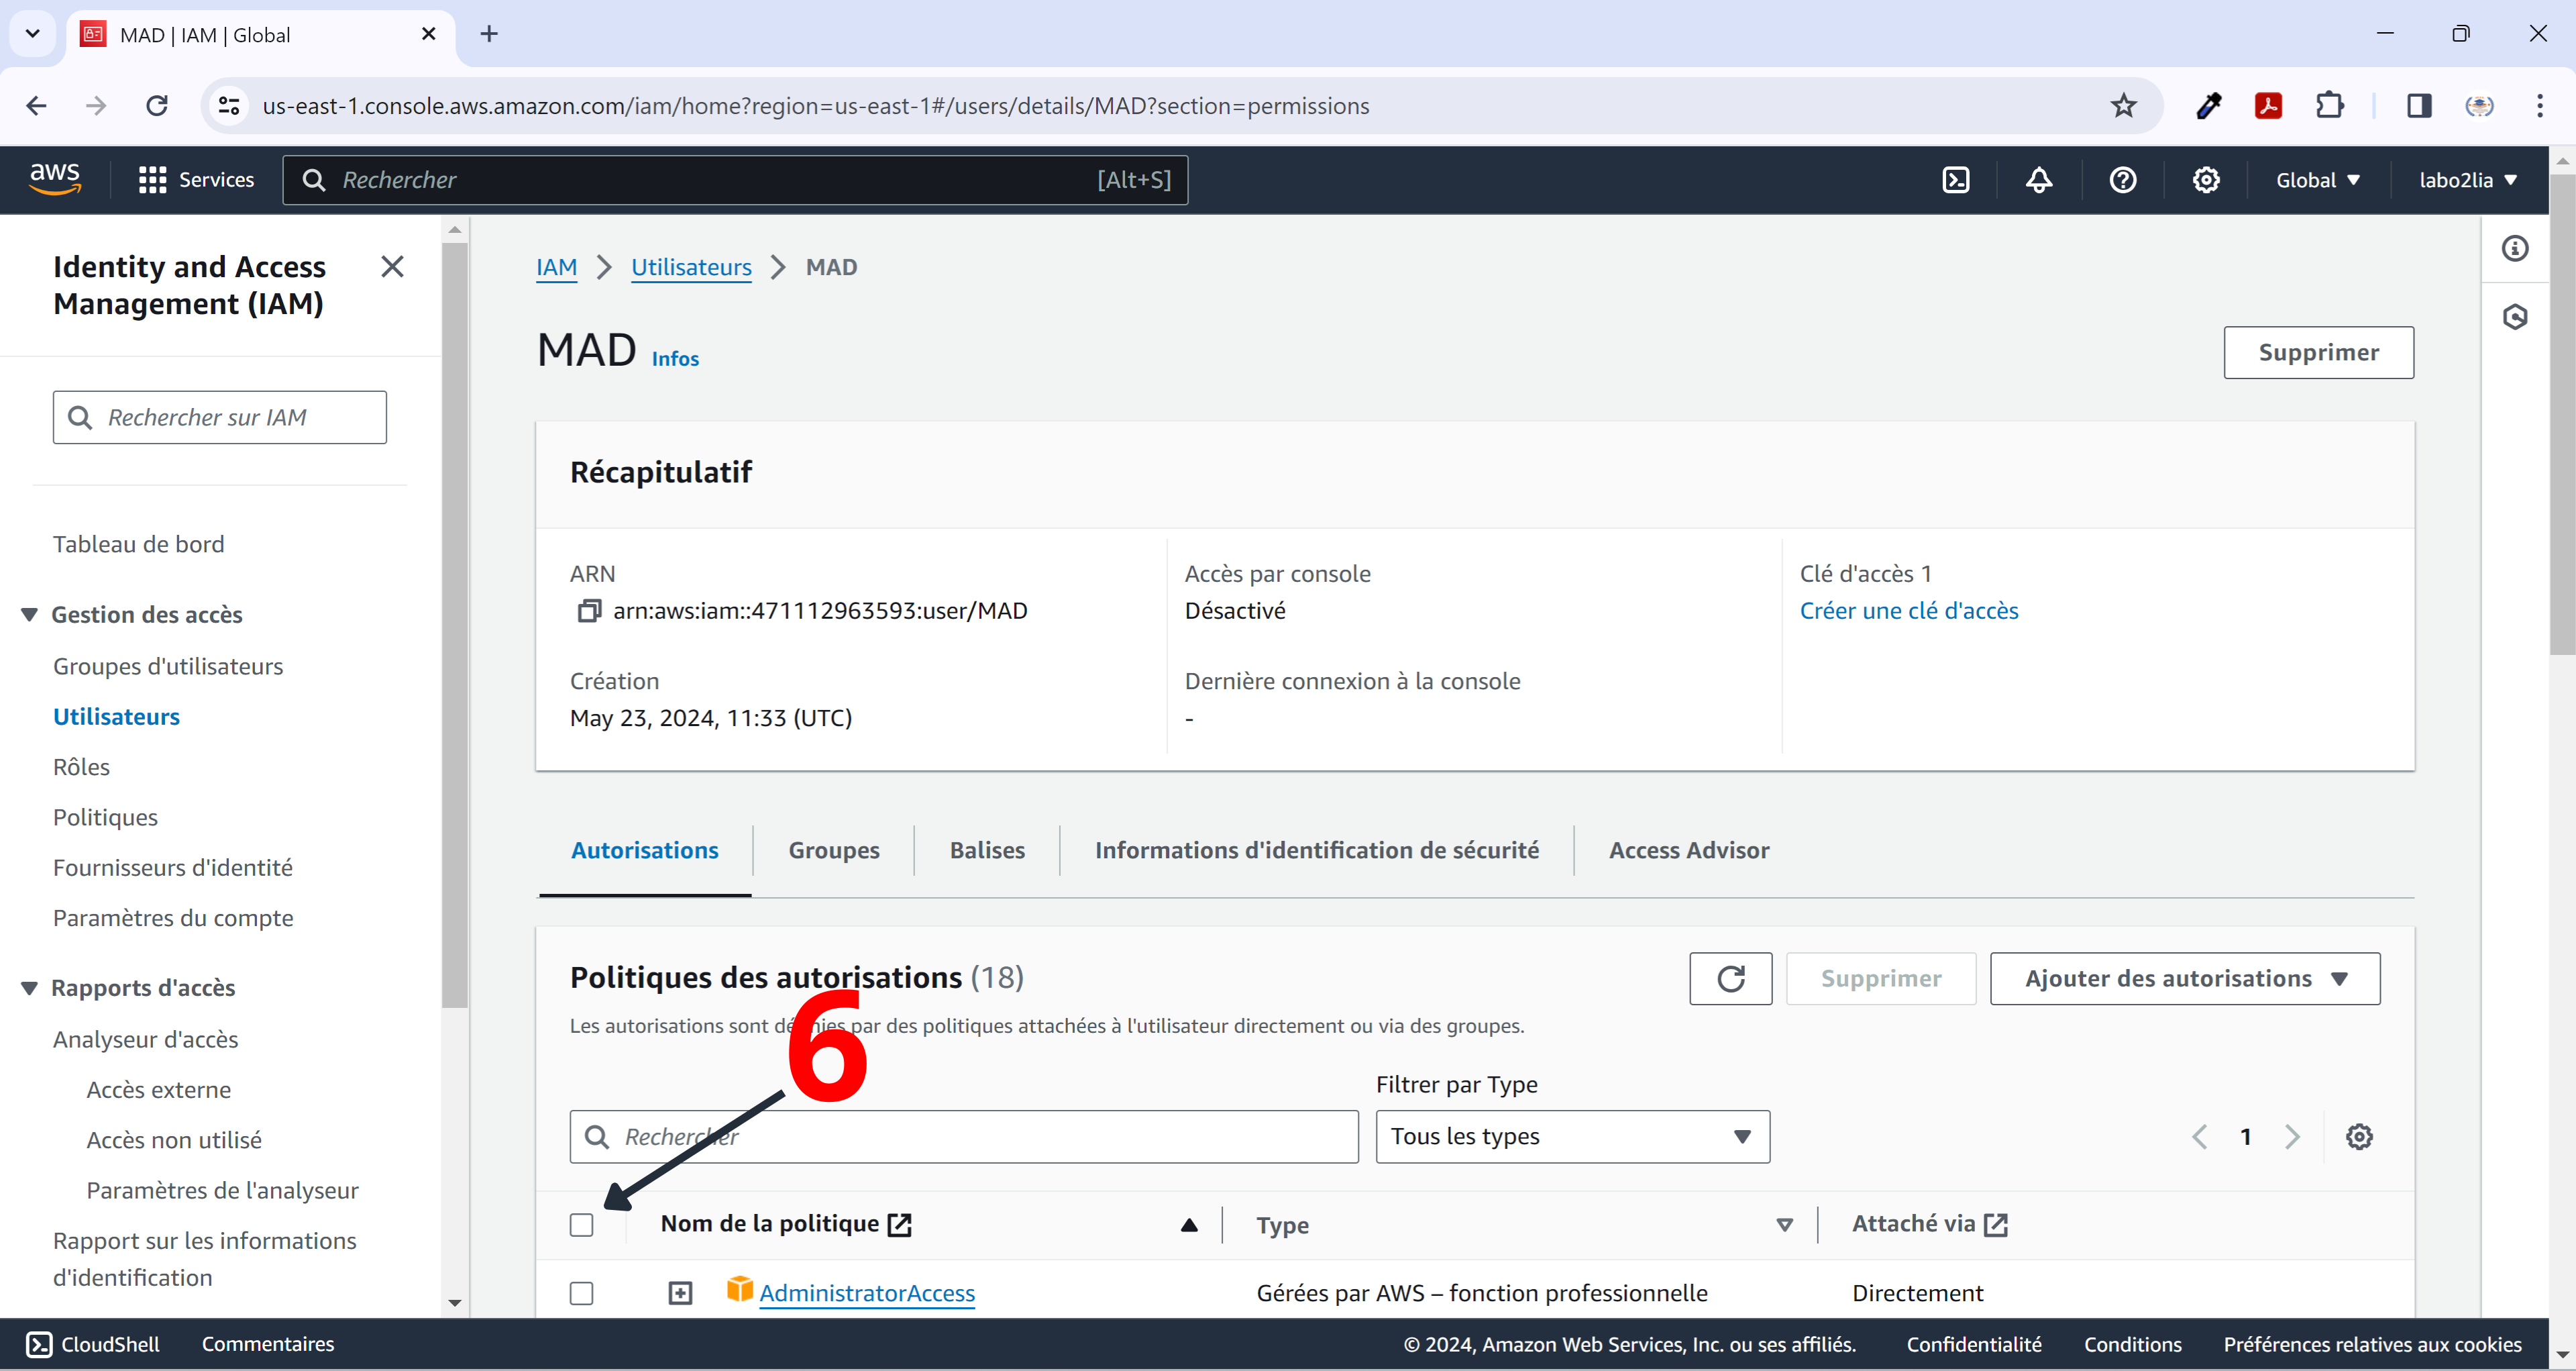 MAD | IAM | Global
us-east-1.console.aws.amazon.com/iam/home?region=us-east-1#/users/details/MAD?section=permissions
aws
Services
Rechercher
[Alt+S]
Global
labo2lia
Identity and Access
Management (IAM)
Rechercher sur IAM
Tableau de bord
Gestion des accès
Groupes d'utilisateurs
Utilisateurs
Rôles
Politiques
Fournisseurs d'identité
Paramètres du compte
Rapports d'accès
Analyseur d'accès
Accès externe
Accès non utilisé
Paramètres de l'analyseur
Rapport sur les informations
d'identification
IAM > Utilisateurs > MAD
MAD Infos
Supprimer
Récapitulatif
ARN
arn:aws:iam::471112963593:user/MAD
Création
May 23, 2024, 11:33 (UTC)
Accès par console
Désactivé
Dernière connexion à la console
-
Clé d'accès 1
Créer une clé d'accès
Autorisations
Groupes
Balises
Informations d'identification de sécurité
Access Advisor
Politiques des autorisations (18)
Supprimer
Ajouter des autorisations
Les autorisations sont définies par des politiques attachées à l'utilisateur directement ou via des groupes.
6
Filtrer par Type
Rechercher
Tous les types
1
Nom de la politique
Type
Attaché via
AdministratorAccess
Gérées par AWS – fonction professionnelle
Directement
CloudShell
Commentaires
© 2024, Amazon Web Services, Inc. ou ses affiliés.
Confidentialité
Conditions
Préférences relatives aux cookies